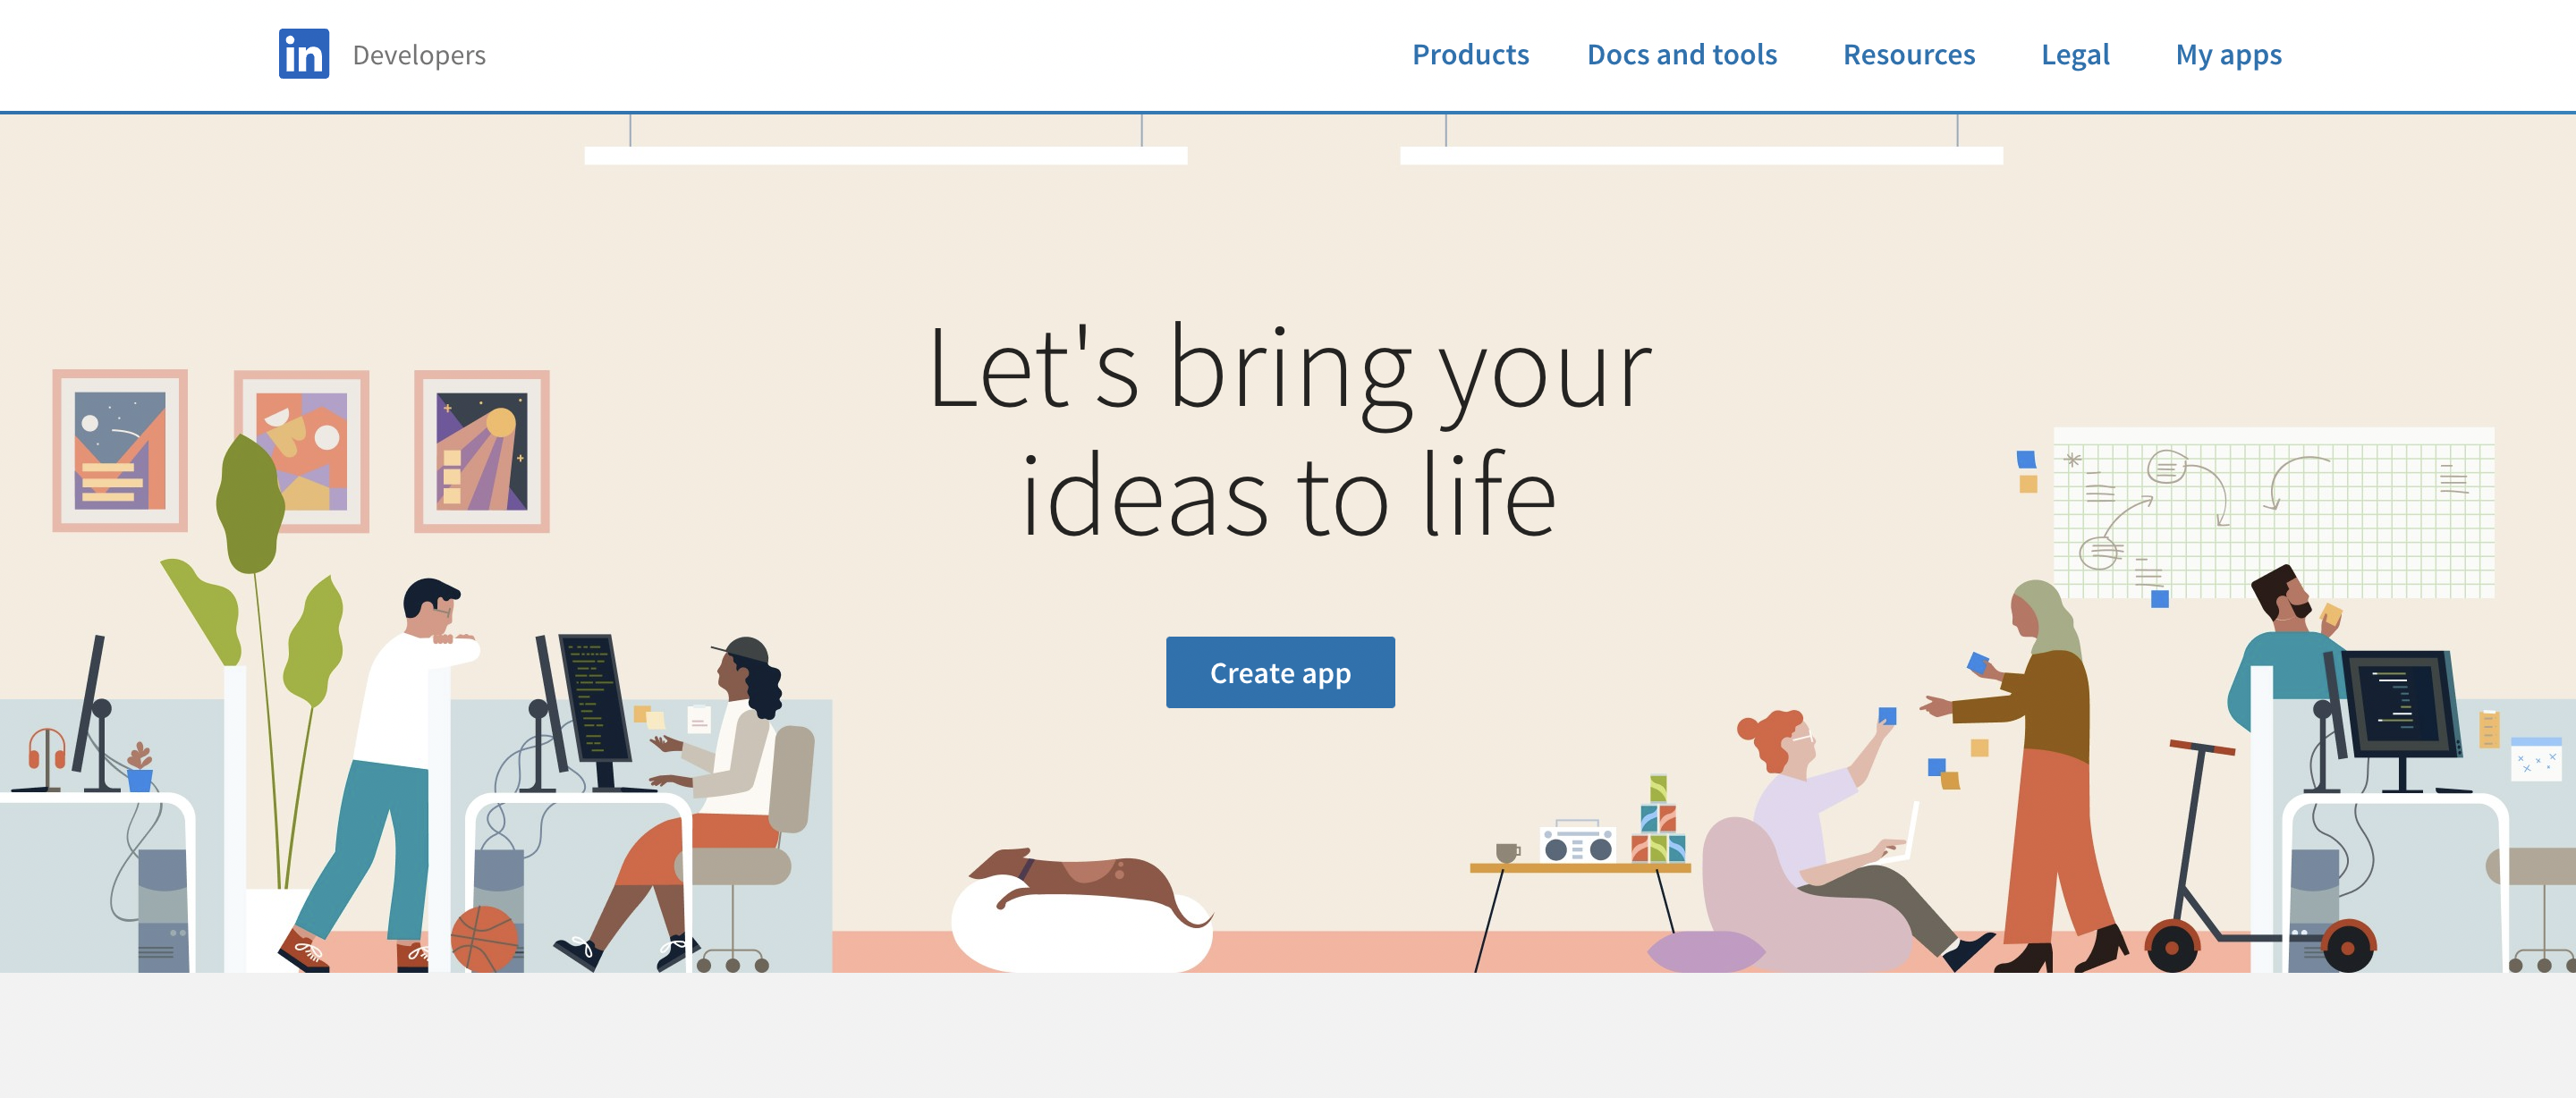 in Developers
Products Docs and tools Resources Legal My apps
Let's bring your
ideas to life
Create app